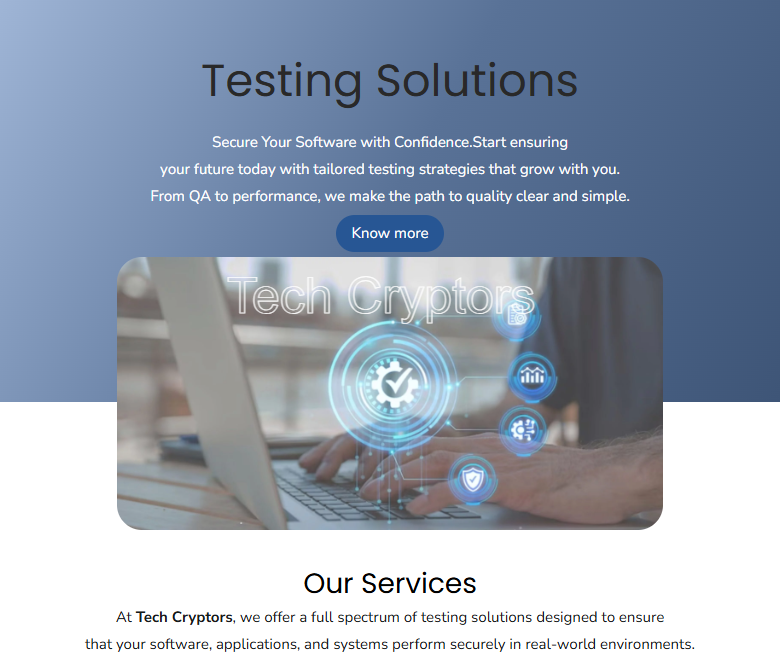 Testing Solutions
Secure Your Software with Confidence.Start ensuring
your future today with tailored testing strategies that grow with you.
From QA to performance, we make the path to quality clear and simple.
Know more
Tech Cryptors
Our Services
At Tech Cryptors, we offer a full spectrum of testing solutions designed to ensure
that your software, applications, and systems perform securely in real-world environments.